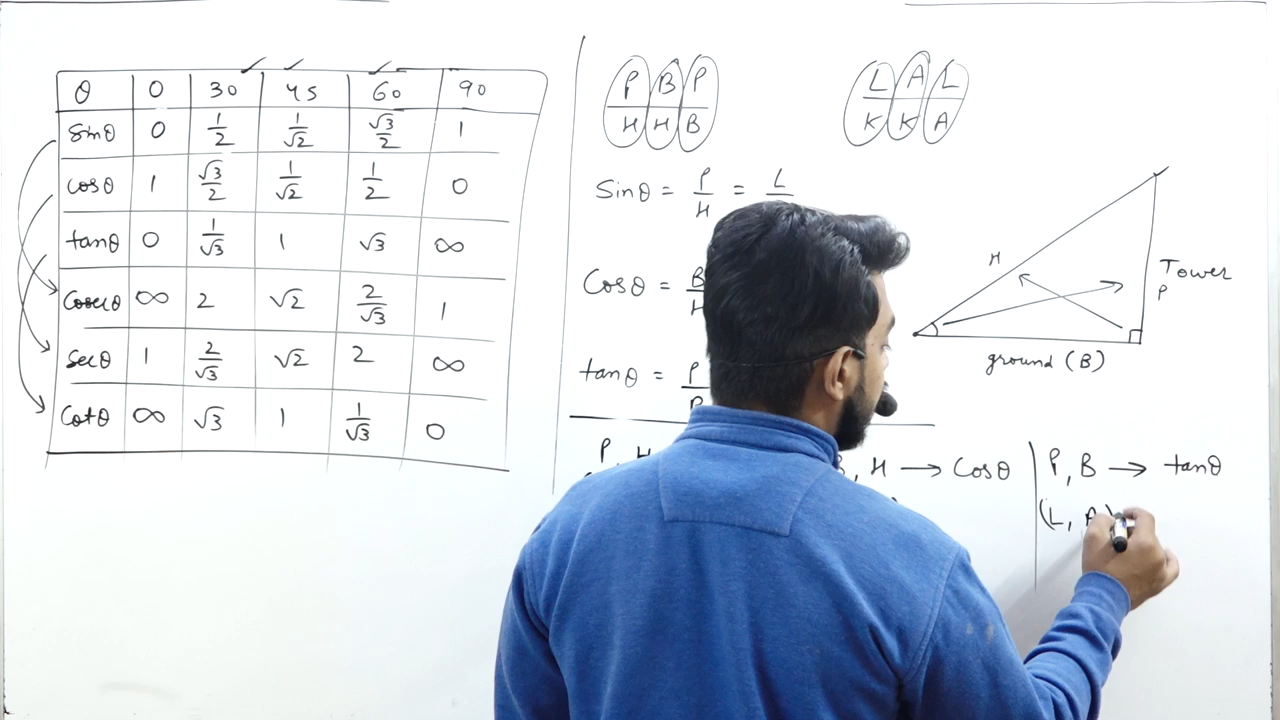 θ 0 30 45 60 90
sinθ 0 1/2 1/√2 √3/2 1
cosθ 1 √3/2 1/√2 1/2 0
tanθ 0 1/√3 1 √3 ∞
Cosecθ ∞ 2 √2 2/√3 1
secθ 1 2/√3 √2 2 ∞
Cotθ ∞ √3 1 1/√3 0
P B P
H H B
L A L
K K A
Sinθ = P/H = L
Cosθ = B/H
tanθ = P
H
Tower
P
ground (B)
P, H
, H → Cosθ
P, B → tanθ
(L, A)